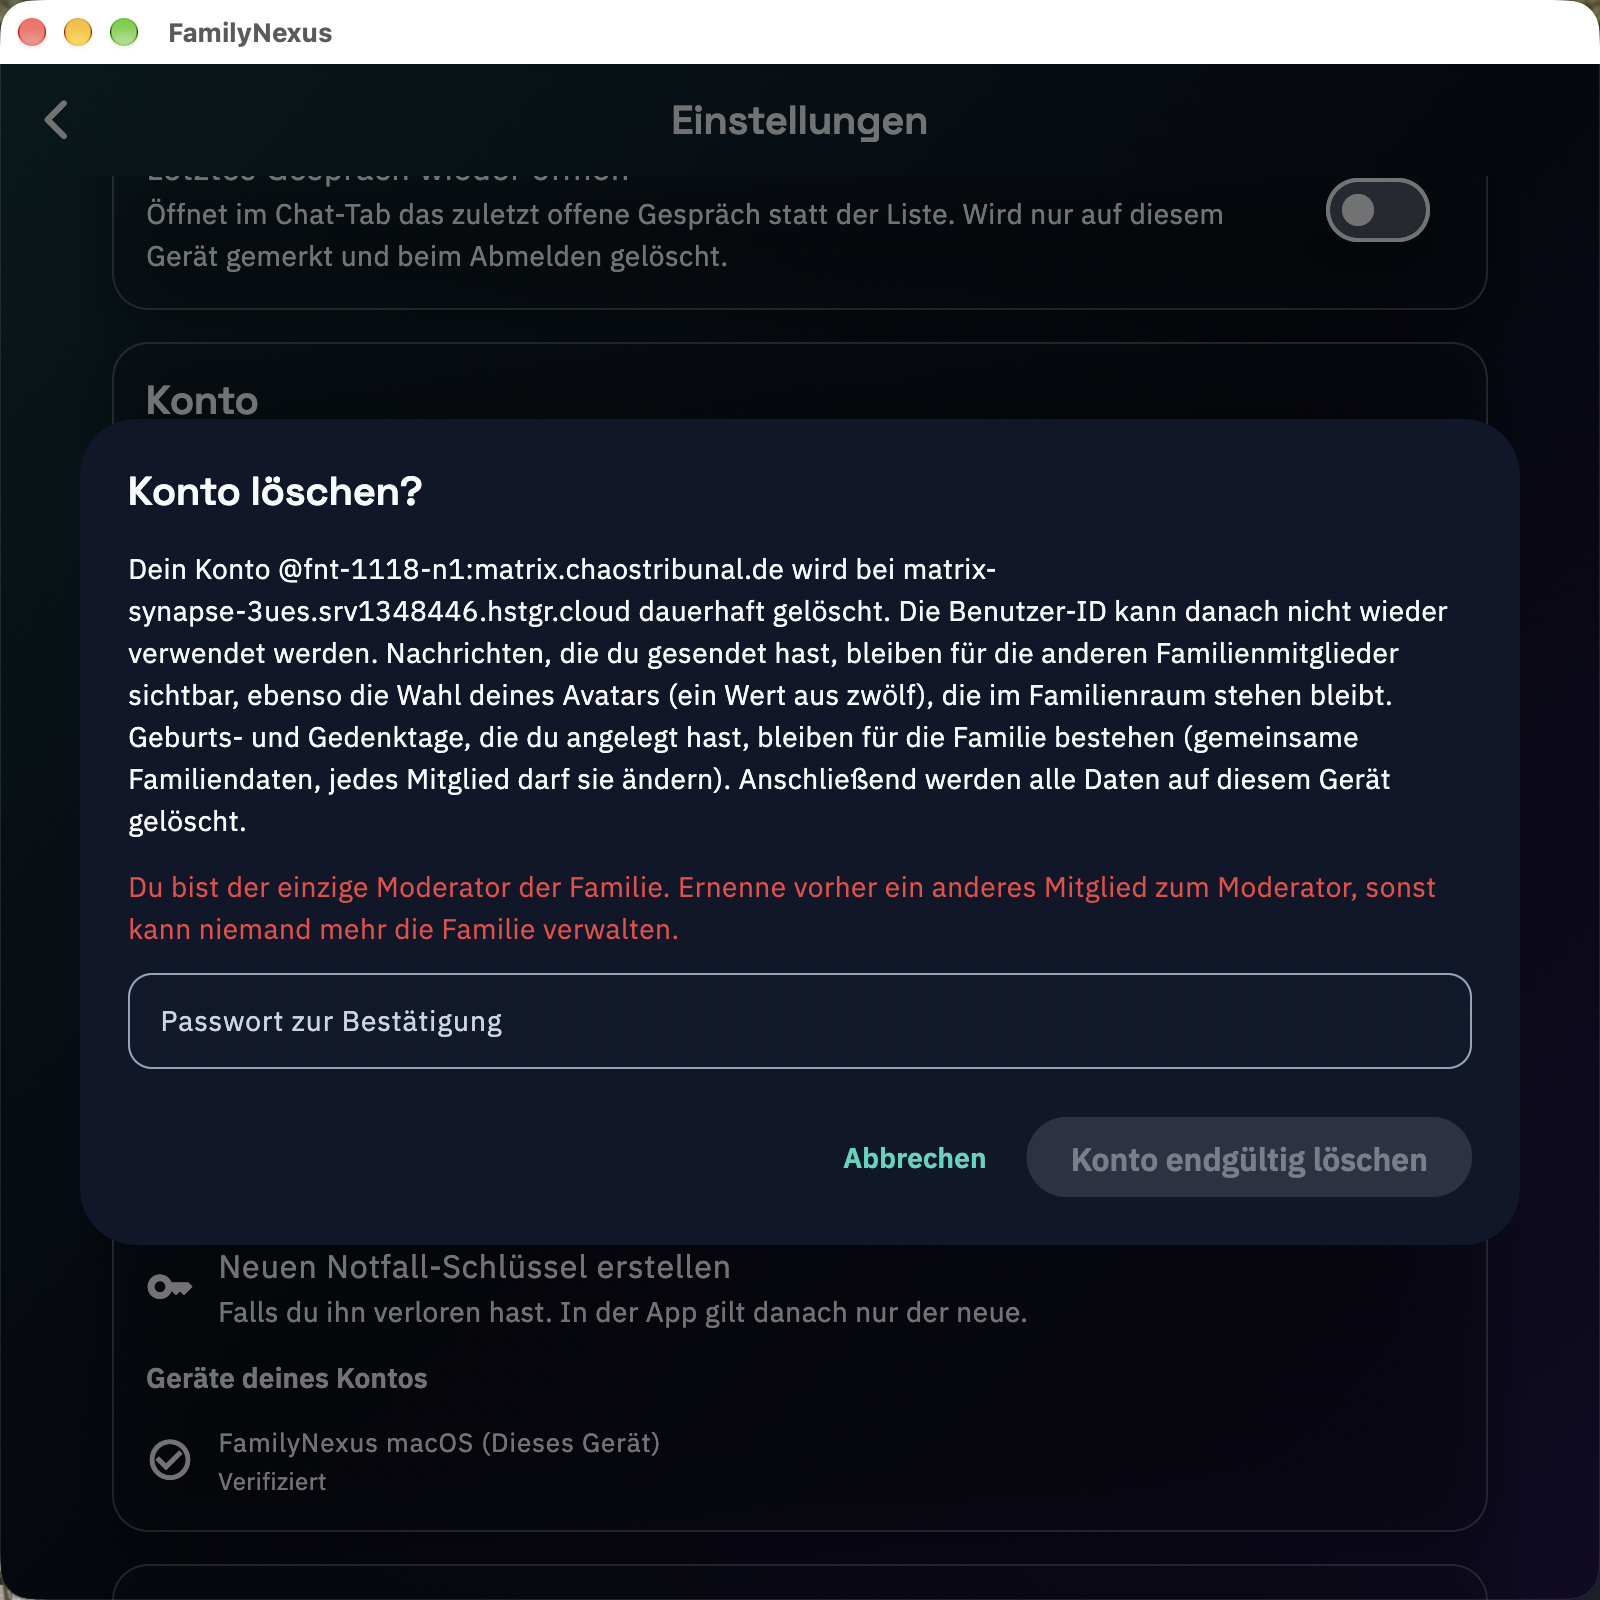 FamilyNexus
Einstellungen
Letztes Gespräch wieder öffnen
Öffnet im Chat-Tab das zuletzt offene Gespräch statt der Liste. Wird nur auf diesem
Gerät gemerkt und beim Abmelden gelöscht.
Konto
Konto löschen?
Dein Konto @fnt-1118-n1:matrix.chaostribunal.de wird bei matrix-
synapse-3ues.srv1348446.hstgr.cloud dauerhaft gelöscht. Die Benutzer-ID kann danach nicht wieder
verwendet werden. Nachrichten, die du gesendet hast, bleiben für die anderen Familienmitglieder
sichtbar, ebenso die Wahl deines Avatars (ein Wert aus zwölf), die im Familienraum stehen bleibt.
Geburts- und Gedenktage, die du angelegt hast, bleiben für die Familie bestehen (gemeinsame
Familiendaten, jedes Mitglied darf sie ändern). Anschließend werden alle Daten auf diesem Gerät
gelöscht.
Du bist der einzige Moderator der Familie. Ernenne vorher ein anderes Mitglied zum Moderator, sonst
kann niemand mehr die Familie verwalten.
Passwort zur Bestätigung
Abbrechen
Konto endgültig löschen
Neuen Notfall-Schlüssel erstellen
Falls du ihn verloren hast. In der App gilt danach nur der neue.
Geräte deines Kontos
FamilyNexus macOS (Dieses Gerät)
Verifiziert